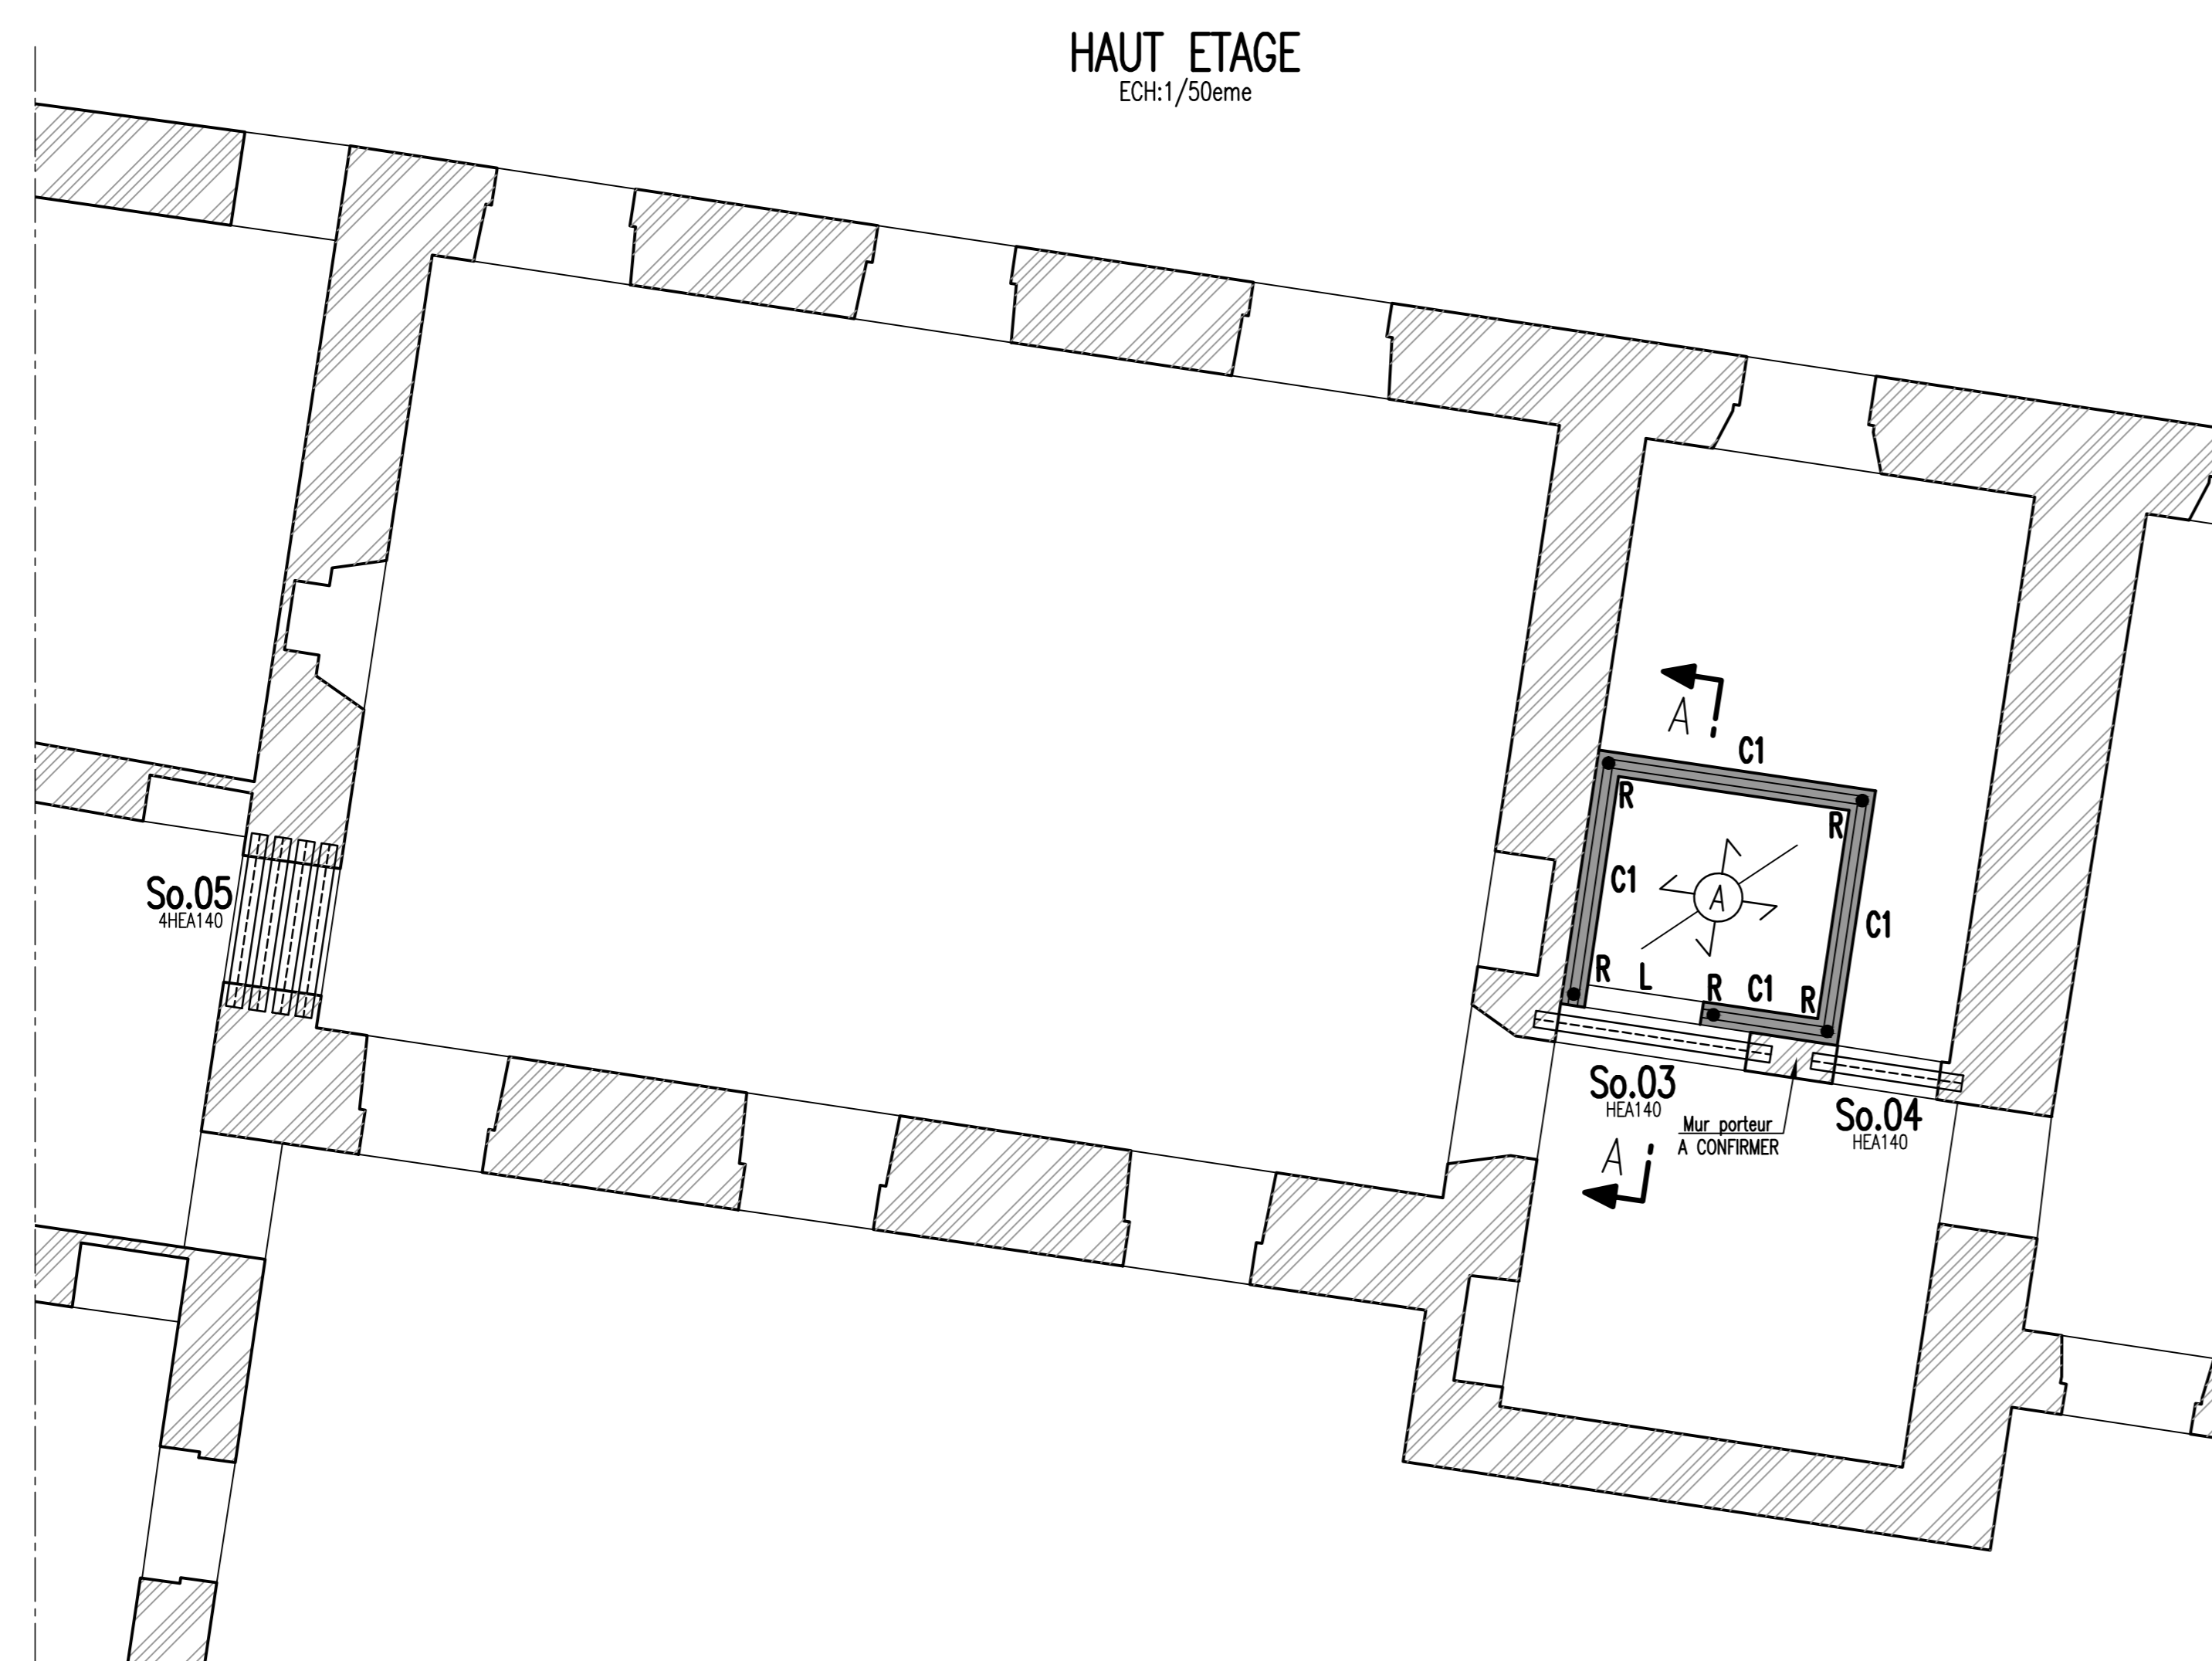 HAUT ETAGE
ECH:1/50eme
A
C1
R
R
C1
So.05
4HEA140
A
C1
R
L
R
C1
R
So.03
HEA140
Mur porteur
A CONFIRMER
So.04
HEA140
A